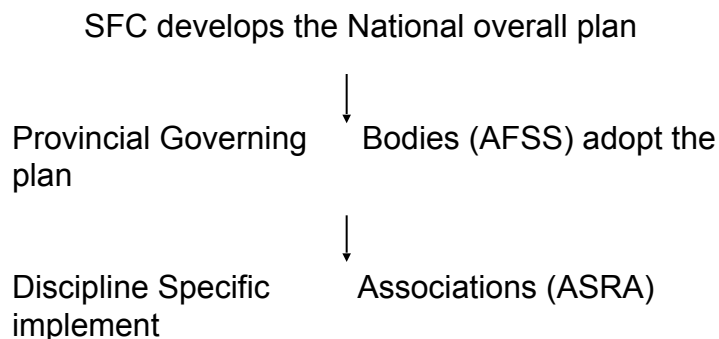 SFC develops the National overall plan
Provincial Governing Bodies (AFSS) adopt the
plan
Discipline Specific Associations (ASRA)
implement